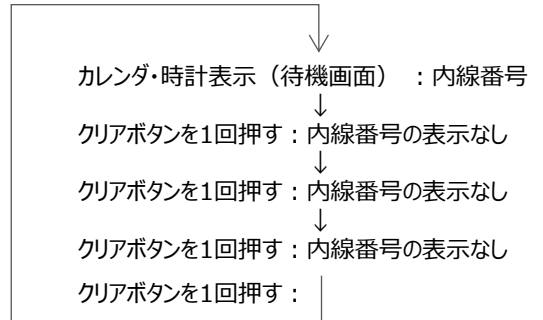 カレンダ・時計表示（待機画面）：内線番号
↓
クリアボタンを1回押す：内線番号の表示なし
↓
クリアボタンを1回押す：内線番号の表示なし
↓
クリアボタンを1回押す：内線番号の表示なし
クリアボタンを1回押す：